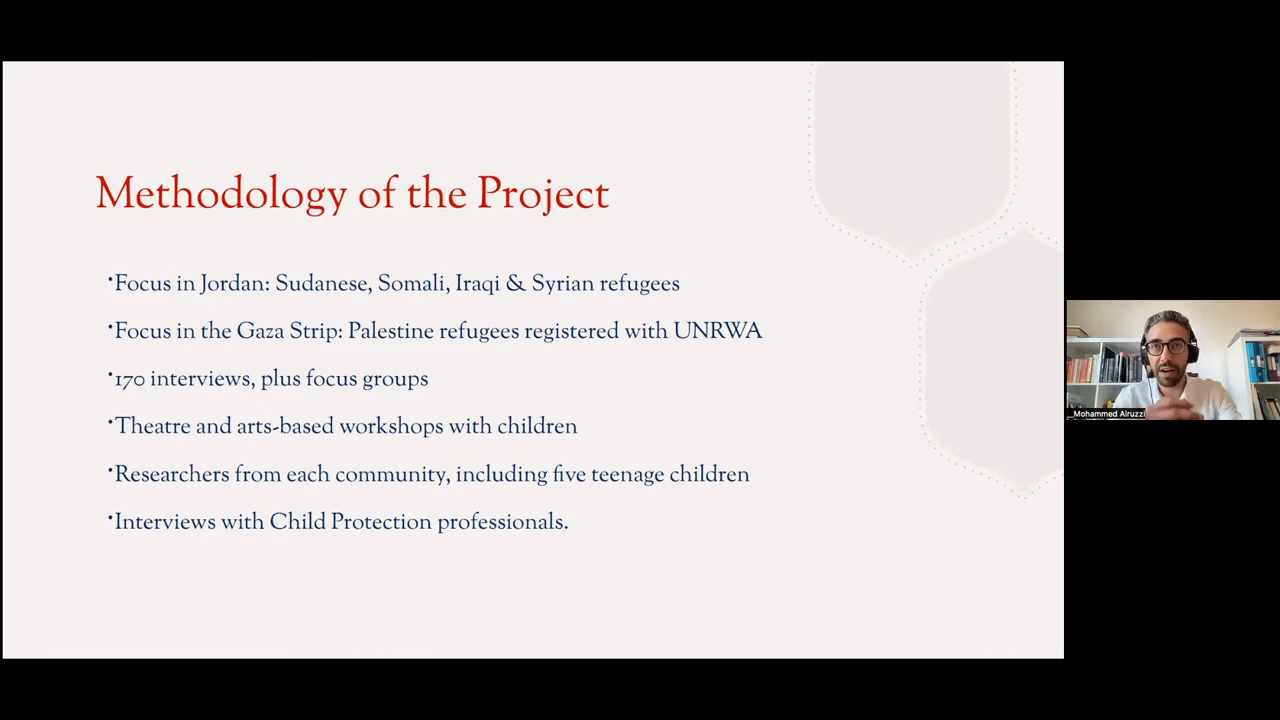 Methodology of the Project
•Focus in Jordan: Sudanese, Somali, Iraqi & Syrian refugees
•Focus in the Gaza Strip: Palestine refugees registered with UNRWA
•170 interviews, plus focus groups
•Theatre and arts-based workshops with children
•Researchers from each community, including five teenage children
•Interviews with Child Protection professionals.
__Mohammed Alruzzi